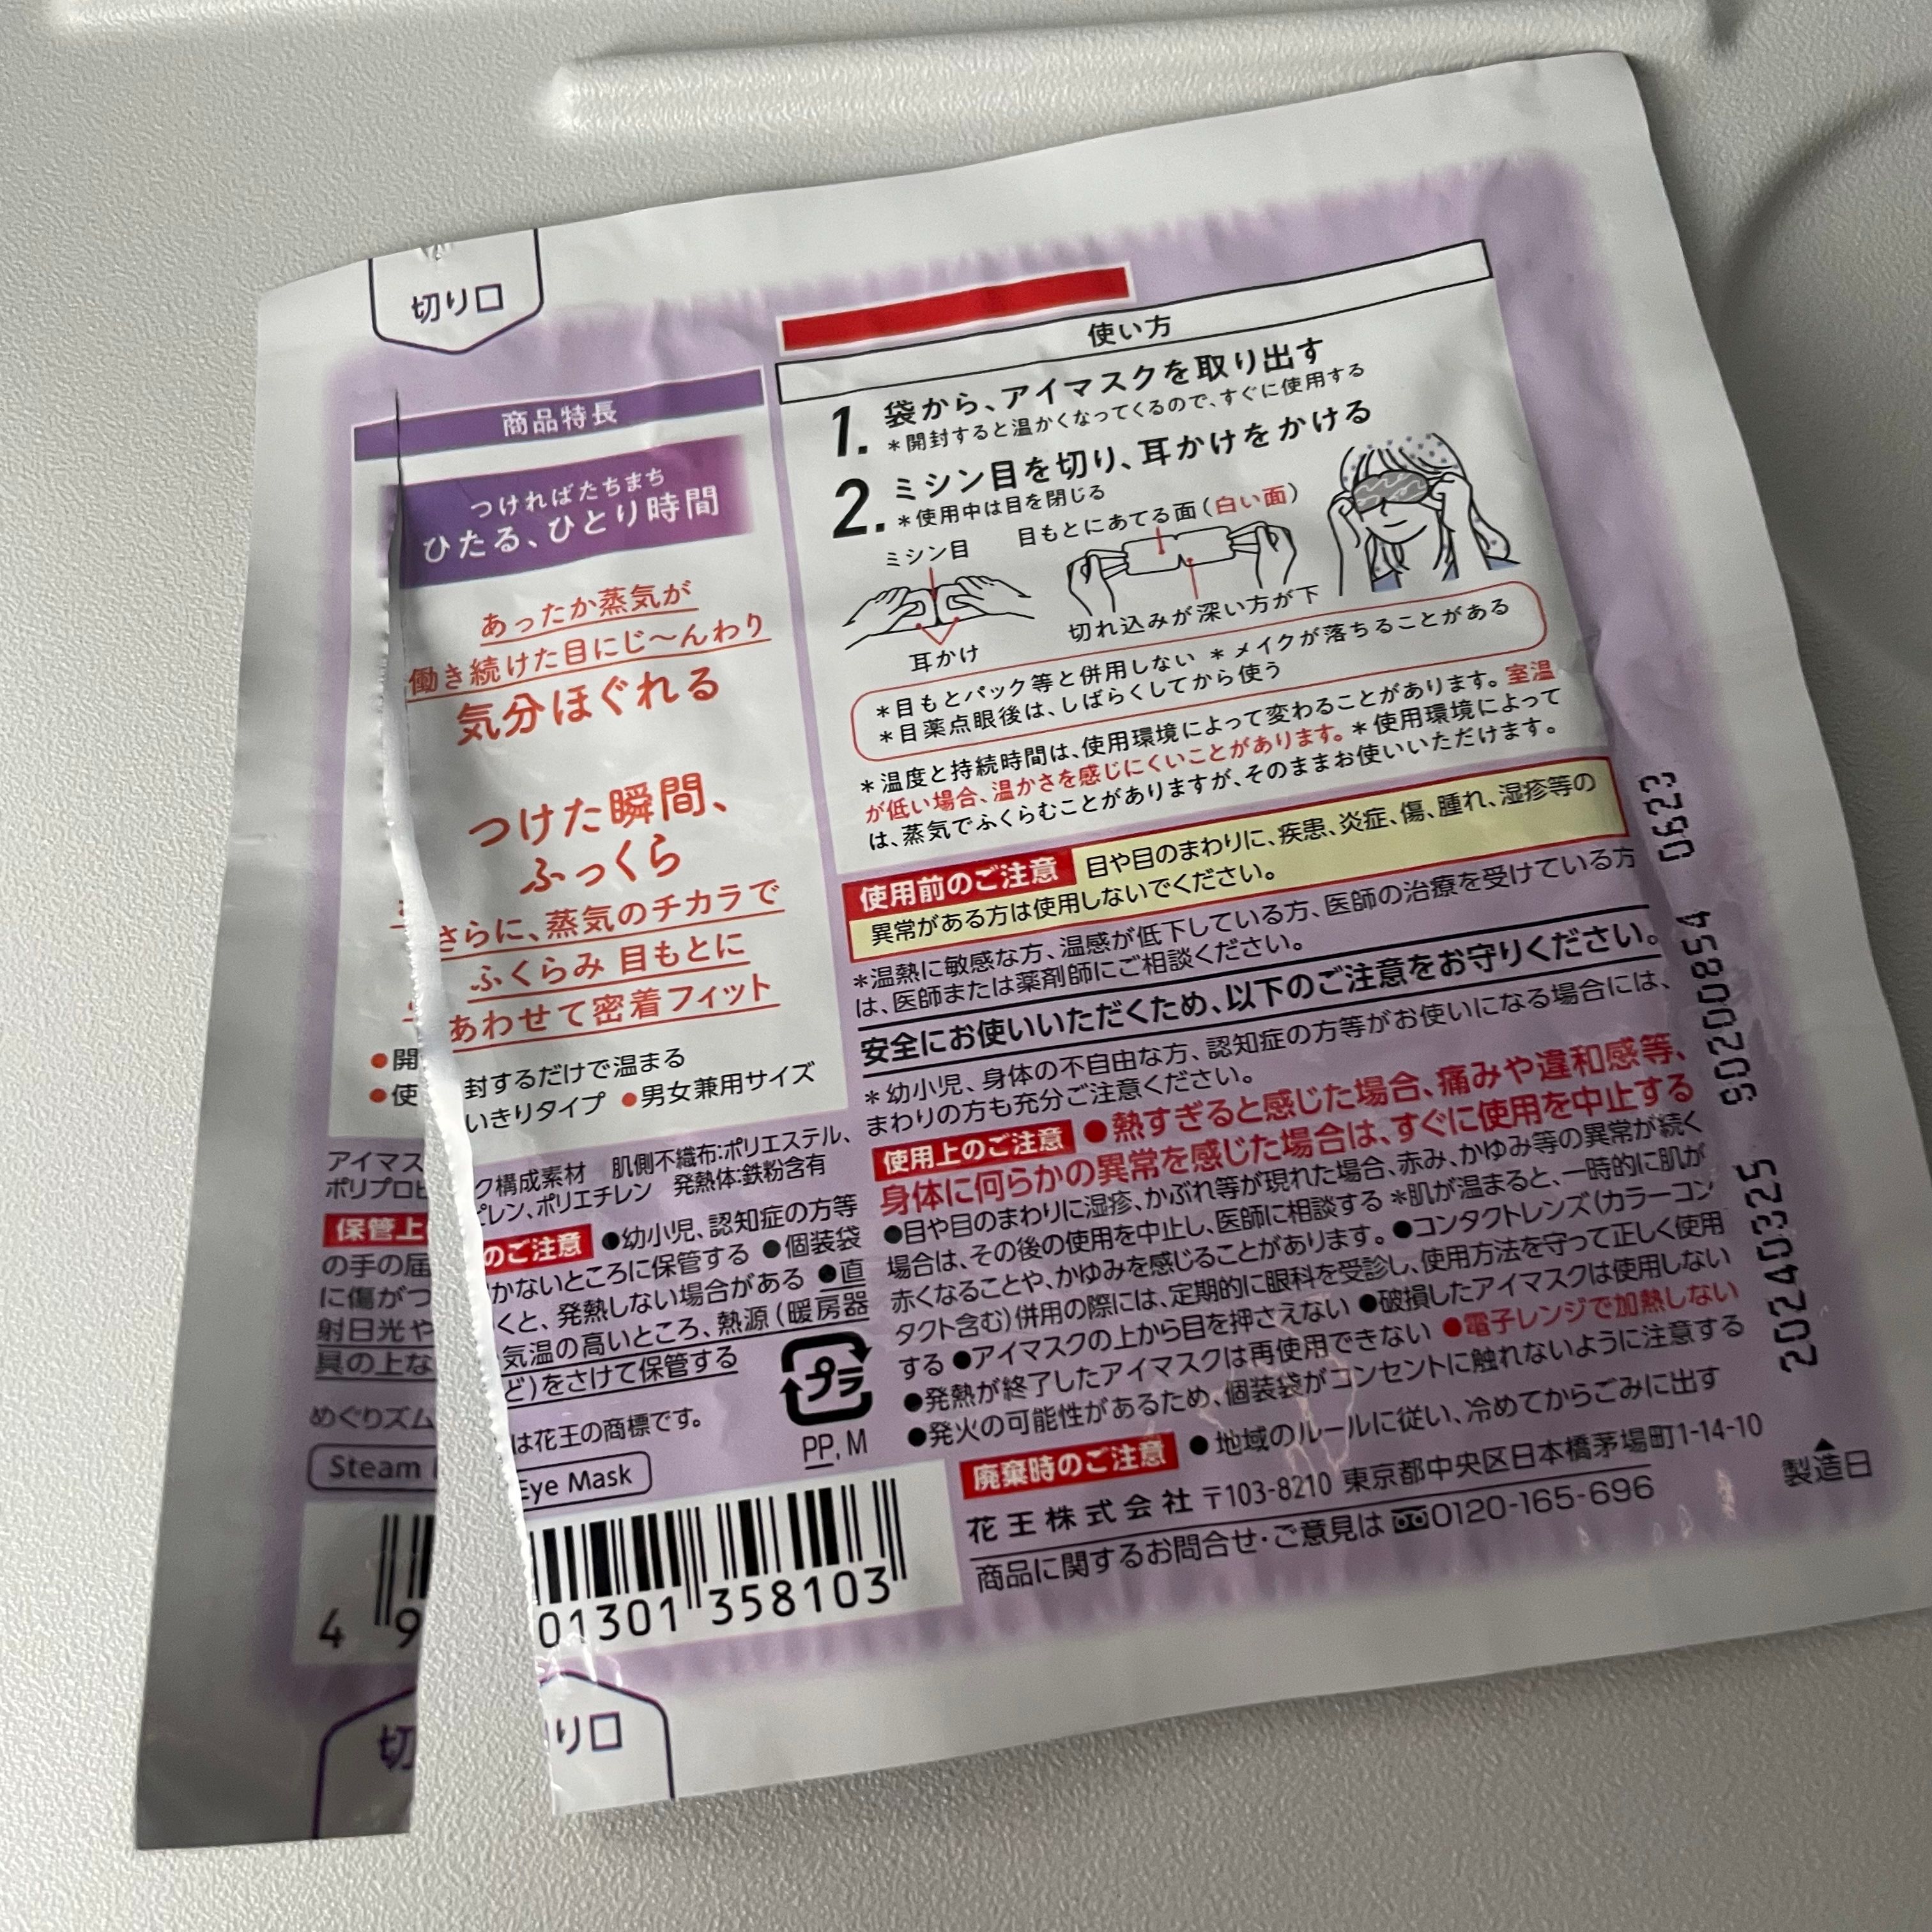 切り口
商品特長
つければたちまち
ひたる、ひとり時間
あったか蒸気が
働き続けた目にじ〜んわり
気分ほぐれる
つけた瞬間、
ふっくら
さらに、蒸気のチカラで
ふくらみ 目もとに
あわせて密着フィット
●開封するだけで温まる
●使いきりタイプ ●男女兼用サイズ
アイマスク構成素材 肌側不織布:ポリエステル、
ポリプロピレン、ポリエチレン 発熱体:鉄粉含有
保管上のご注意 ●幼小児、認知症の方等
の手の届かないところに保管する ●個装袋
に傷がつくと、発熱しない場合がある ●直
射日光や気温の高いところ、熱源(暖房器
具の上など)をさけて保管する
めぐりズムは花王の商標です。
プラ
PP, M
Steam Eye Mask
4 901301 358103
切り口
使い方
1. 袋から、アイマスクを取り出す
*開封すると温かくなってくるので、すぐに使用する
2. ミシン目を切り、耳かけをかける
*使用中は目を閉じる
ミシン目
目もとにあてる面(白い面)
耳かけ
切れ込みが深い方が下
*目もとパック等と併用しない *メイクが落ちることがある
*目薬点眼後は、しばらくしてから使う
*温度と持続時間は、使用環境によって変わることがあります。室温
が低い場合、温かさを感じにくいことがあります。*使用環境によって
は、蒸気でふくらむことがありますが、そのままお使いいただけます。
使用前のご注意 目や目のまわりに、疾患、炎症、傷、腫れ、湿疹等の
異常がある方は使用しないでください。
*温熱に敏感な方、温感が低下している方、医師の治療を受けている方
は、医師または薬剤師にご相談ください。
安全にお使いいただくため、以下のご注意をお守りください。
*幼小児、身体の不自由な方、認知症の方等がお使いになる場合には、
まわりの方も充分ご注意ください。
使用上のご注意 ●熱すぎると感じた場合、痛みや違和感等、
身体に何らかの異常を感じた場合は、すぐに使用を中止する
●目や目のまわりに湿疹、かぶれ等が現れた場合、赤み、かゆみ等の異常が続く
場合は、その後の使用を中止し、医師に相談する *肌が温まると、一時的に肌が
赤くなることや、かゆみを感じることがあります。●コンタクトレンズ(カラーコン
タクト含む)併用の際には、定期的に眼科を受診し、使用方法を守って正しく使用
する ●アイマスクの上から目を押さえない ●破損したアイマスクは使用しない
●発熱が終了したアイマスクは再使用できない ●電子レンジで加熱しない
●発火の可能性があるため、個装袋がコンセントに触れないように注意する
廃棄時のご注意 ●地域のルールに従い、冷めてからごみに出す
花王株式会社 〒103-8210 東京都中央区日本橋茅場町1-14-10
商品に関するお問合せ・ご意見は 0120-165-696
20240325 90200854 0623
▲
製造日